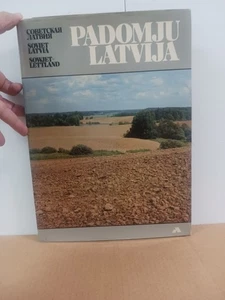 СОВЕТСКАЯ
ЛАТВИЯ
SOVIET
LATVIA
SOWJET-
LETTLAND
PADOMJU
LATVIJA